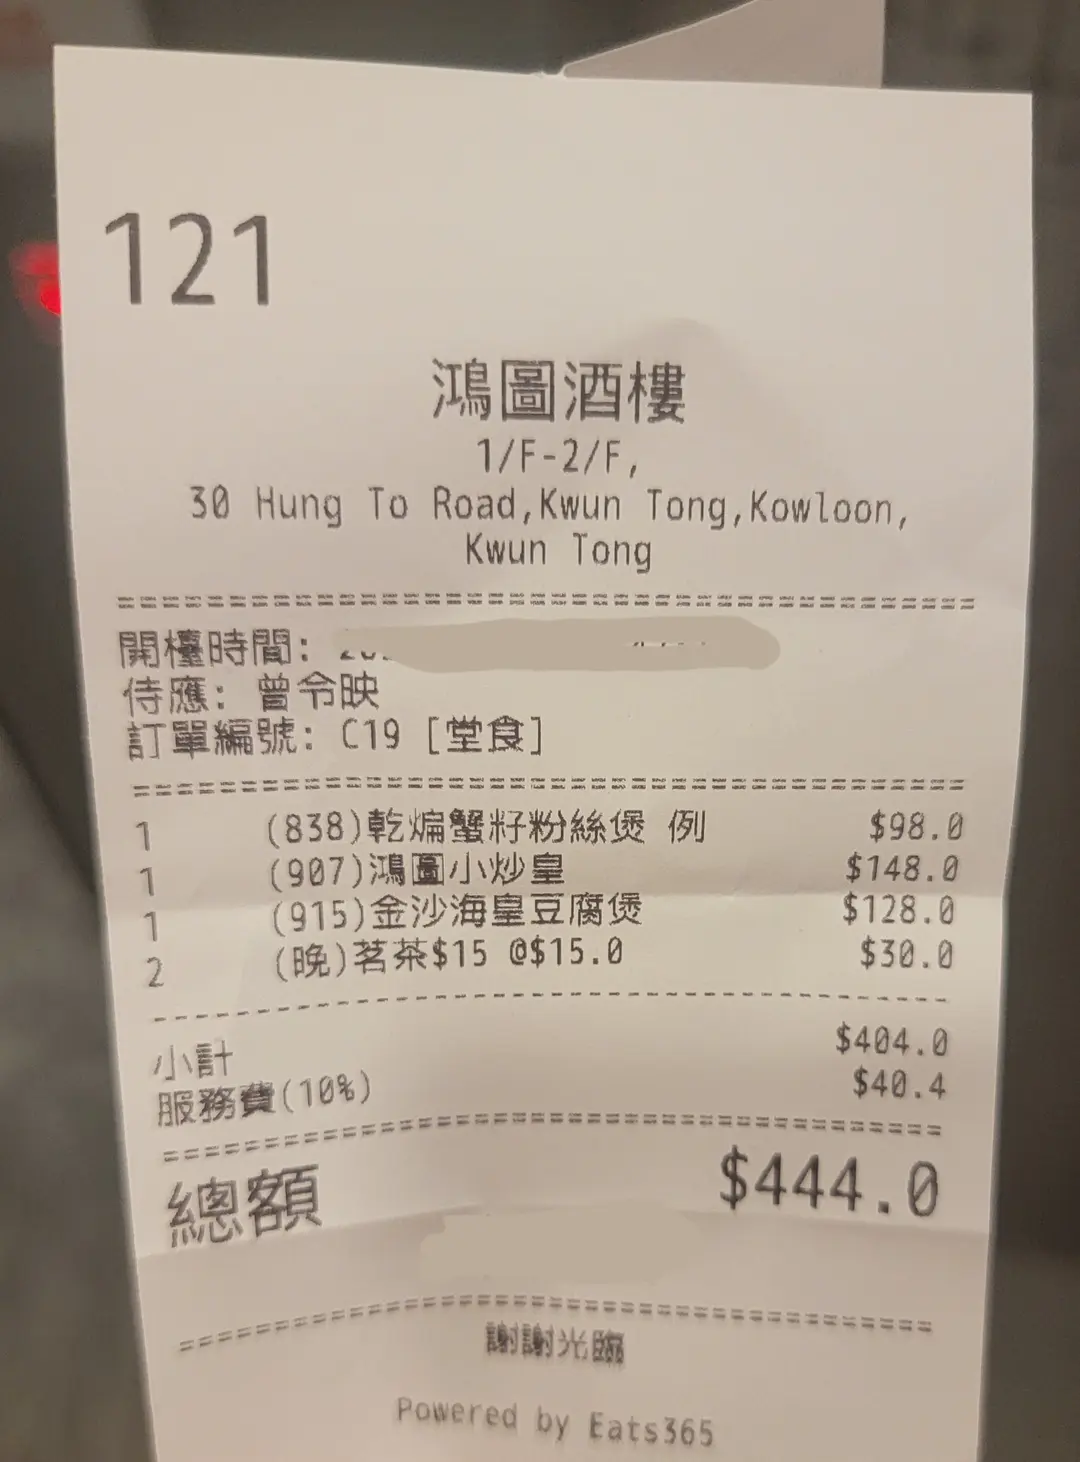 121
鴻圖酒樓
1/F-2/F,
30 Hung To Road,Kwun Tong,Kowloon,
Kwun Tong
開檯時間:
侍應: 曾令映
訂單編號: C19 [堂食]
1 (838)乾煸蟹籽粉絲煲 例 $98.0
1 (907)鴻圖小炒皇 $148.0
1 (915)金沙海皇豆腐煲 $128.0
2 (晚)茗茶$15 @$15.0 $30.0
小計 $404.0
服務費(10%) $40.4
總額 $444.0
謝謝光臨
Powered by Eats365